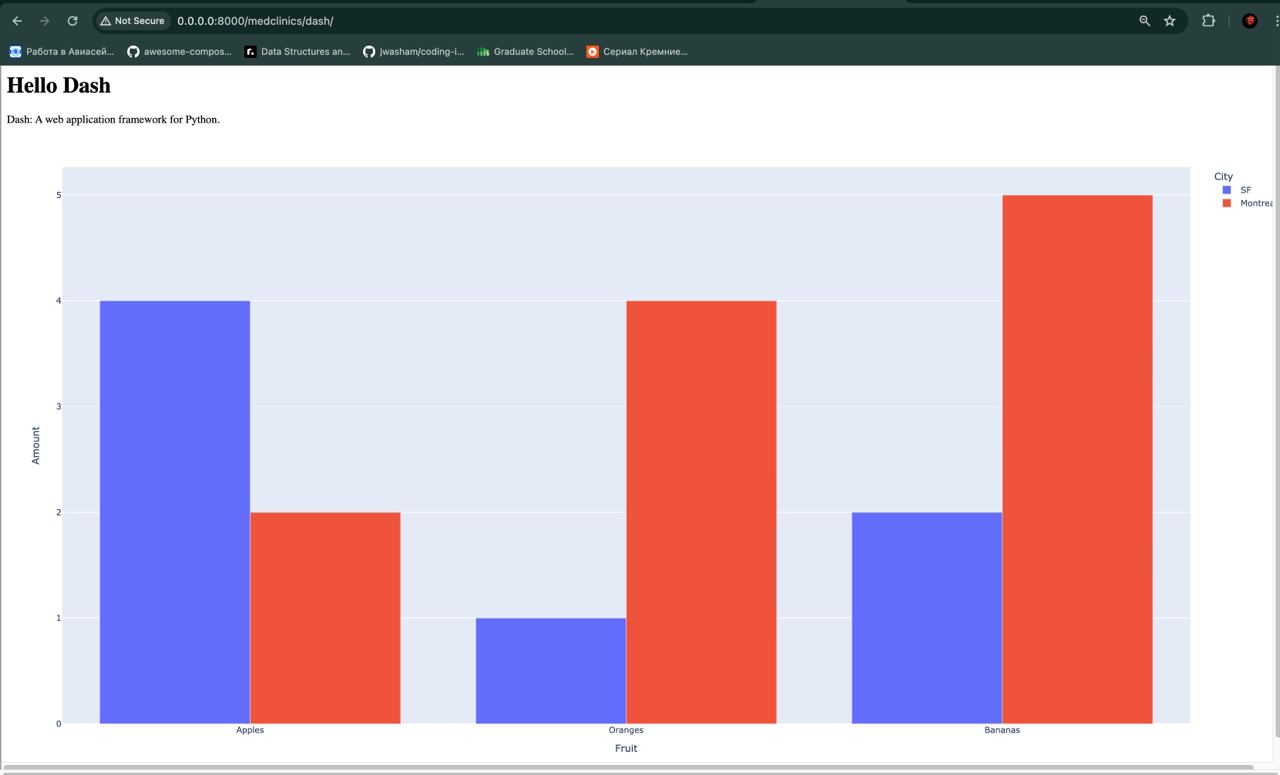 Not Secure 0.0.0.0:8000/medclinics/dash/
Работа в Авиасей... awesome-compos... Data Structures an... jwasham/coding-i... Graduate School... Сериал Кремние...
Hello Dash
Dash: A web application framework for Python.
City
SF
Montrea
5
4
3
2
1
0
Amount
Apples Oranges Bananas
Fruit